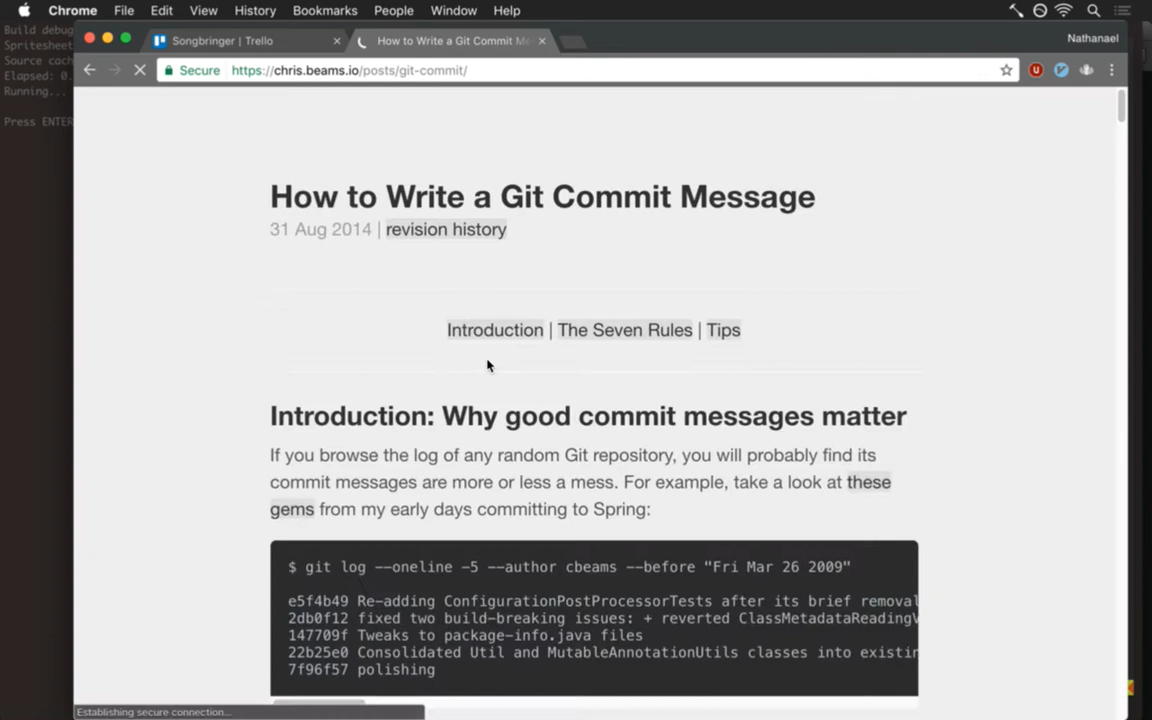 Chrome File Edit View History Bookmarks People Window Help
Build debug
Spritesheet
Source cach
Elapsed: 0.
Running...
Press ENTER
Songbringer | Trello
How to Write a Git Commit Me
Nathanael
Secure https://chris.beams.io/posts/git-commit/
How to Write a Git Commit Message
31 Aug 2014 | revision history
Introduction | The Seven Rules | Tips
Introduction: Why good commit messages matter
If you browse the log of any random Git repository, you will probably find its
commit messages are more or less a mess. For example, take a look at these
gems from my early days committing to Spring:
$ git log --oneline -5 --author cbeams --before "Fri Mar 26 2009"
e5f4b49 Re-adding ConfigurationPostProcessorTests after its brief removal
2db0f12 fixed two build-breaking issues: + reverted ClassMetadataReadingV
147709f Tweaks to package-info.java files
22b25e0 Consolidated Util and MutableAnnotationUtils classes into existin
7f96f57 polishing
Establishing secure connection...